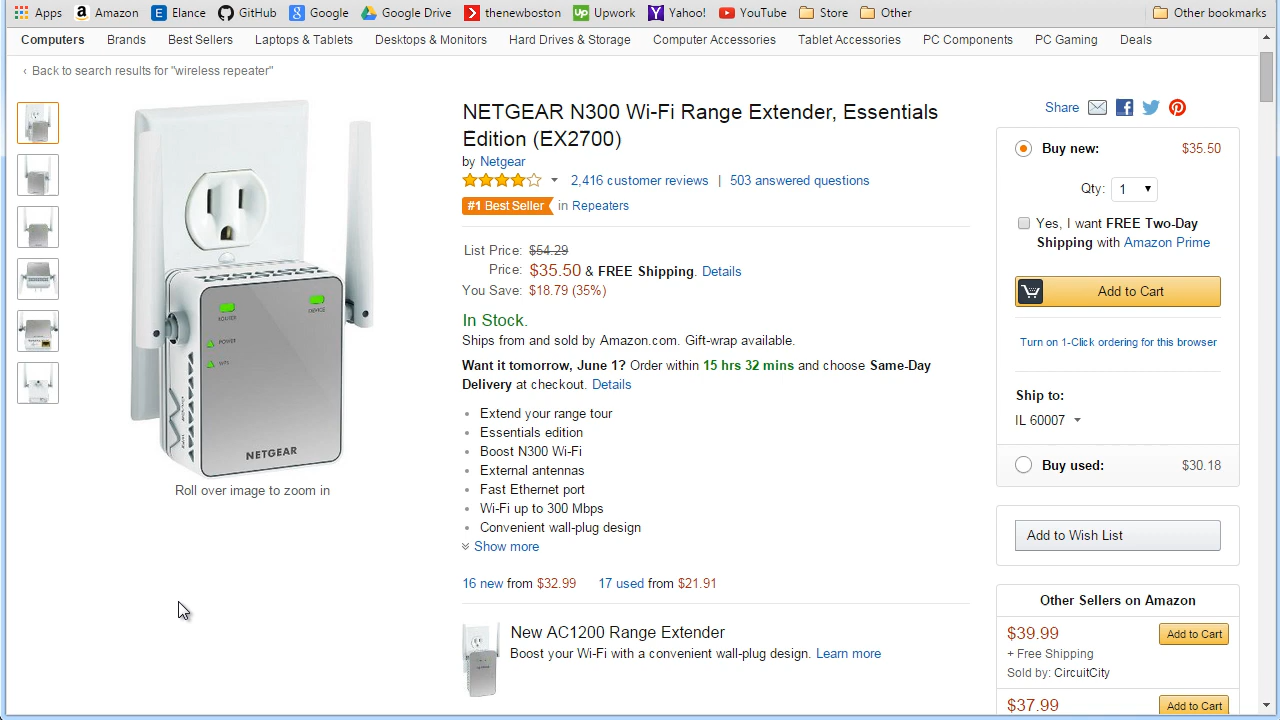 Apps Amazon Elance GitHub Google Google Drive thenewboston Upwork Yahoo! YouTube Store Other Other bookmarks
Computers Brands Best Sellers Laptops & Tablets Desktops & Monitors Hard Drives & Storage Computer Accessories Tablet Accessories PC Components PC Gaming Deals
‹ Back to search results for "wireless repeater"
ROUTER
DEVICE
POWER
WPS
NETGEAR
Roll over image to zoom in
NETGEAR N300 Wi-Fi Range Extender, Essentials
Edition (EX2700)
by Netgear
2,416 customer reviews | 503 answered questions
#1 Best Seller in Repeaters
List Price: $54.29
Price: $35.50 & FREE Shipping. Details
You Save: $18.79 (35%)
In Stock.
Ships from and sold by Amazon.com. Gift-wrap available.
Want it tomorrow, June 1? Order within 15 hrs 32 mins and choose Same-Day
Delivery at checkout. Details
• Extend your range tour
• Essentials edition
• Boost N300 Wi-Fi
• External antennas
• Fast Ethernet port
• Wi-Fi up to 300 Mbps
• Convenient wall-plug design
Show more
16 new from $32.99 17 used from $21.91
New AC1200 Range Extender
Boost your Wi-Fi with a convenient wall-plug design. Learn more
Share
Buy new: $35.50
Qty: 1
Yes, I want FREE Two-Day
Shipping with Amazon Prime
Add to Cart
Turn on 1-Click ordering for this browser
Ship to:
IL 60007
Buy used: $30.18
Add to Wish List
Other Sellers on Amazon
$39.99 Add to Cart
+ Free Shipping
Sold by: CircuitCity
$37.99 Add to Cart